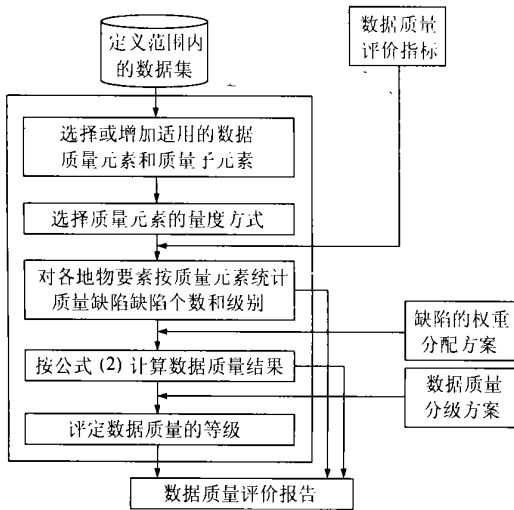 定义范围内
的数据集
数据质量
评价指标
选择或增加适用的数据
质量元素和质量子元素
选择质量元素的量度方式
对各地物要素按质量元素统计
质量缺陷缺陷个数和级别
缺陷的权重
分配方案
按公式 (2) 计算数据质量结果
数据质量
分级方案
评定数据质量的等级
数据质量评价报告